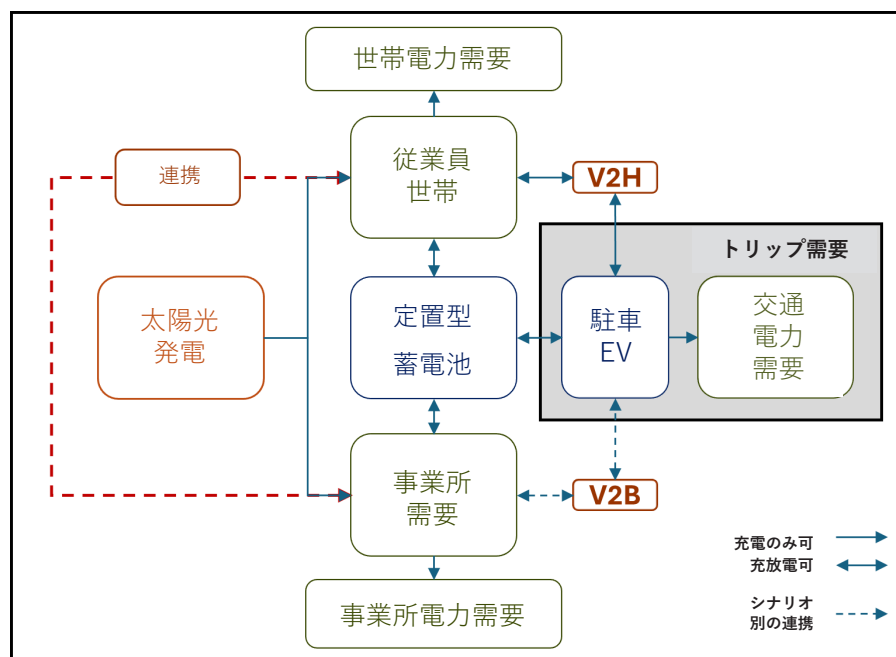 世帯電力需要
従業員
世帯
連携
V2H
トリップ需要
太陽光
発電
定置型
蓄電池
駐車
EV
交通
電力
需要
事業所
需要
V2B
充電のみ可
充放電可
シナリオ
別の連携
事業所電力需要